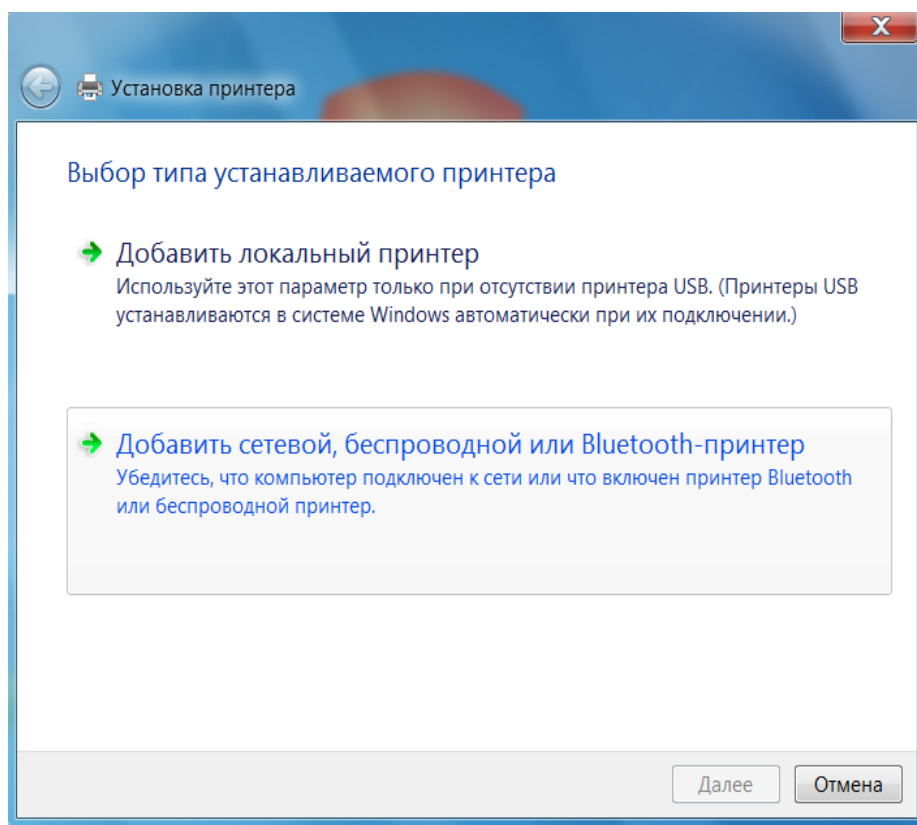 X
Установка принтера
Выбор типа устанавливаемого принтера
Добавить локальный принтер
Используйте этот параметр только при отсутствии принтера USB. (Принтеры USB
устанавливаются в системе Windows автоматически при их подключении.)
Добавить сетевой, беспроводной или Bluetooth-принтер
Убедитесь, что компьютер подключен к сети или что включен принтер Bluetooth
или беспроводной принтер.
Далее
Отмена